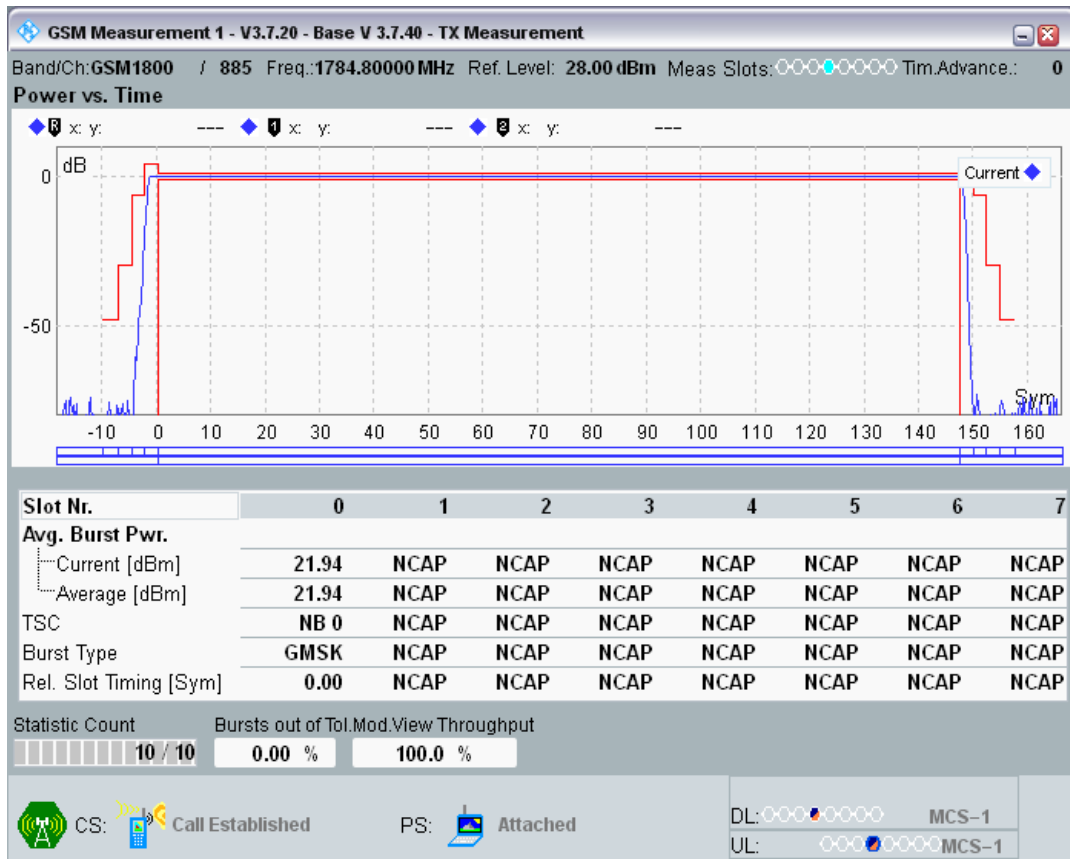 GSM Measurement 1 - V3.7.20 - Base V 3.7.40 - TX Measurement
Band/Ch:GSM1800 / 885 Freq.:1784.80000 MHz Ref. Level: 28.00 dBm Meas Slots: Tim.Advance.: 0
Power vs. Time
R x: y: --- 1 x: y: --- 2 x: y: ---
dB
Current
0
-50
Sym
-10 0 10 20 30 40 50 60 70 80 90 100 110 120 130 140 150 160
Slot Nr. 0 1 2 3 4 5 6 7
Avg. Burst Pwr.
Current [dBm] 21.94 NCAP NCAP NCAP NCAP NCAP NCAP NCAP
Average [dBm] 21.94 NCAP NCAP NCAP NCAP NCAP NCAP NCAP
TSC NB 0 NCAP NCAP NCAP NCAP NCAP NCAP NCAP
Burst Type GMSK NCAP NCAP NCAP NCAP NCAP NCAP NCAP
Rel. Slot Timing [Sym] 0.00 NCAP NCAP NCAP NCAP NCAP NCAP NCAP
Statistic Count Bursts out of Tol.Mod.View Throughput
10 / 10 0.00 % 100.0 %
CS: Call Established PS: Attached DL: MCS-1
UL: MCS-1